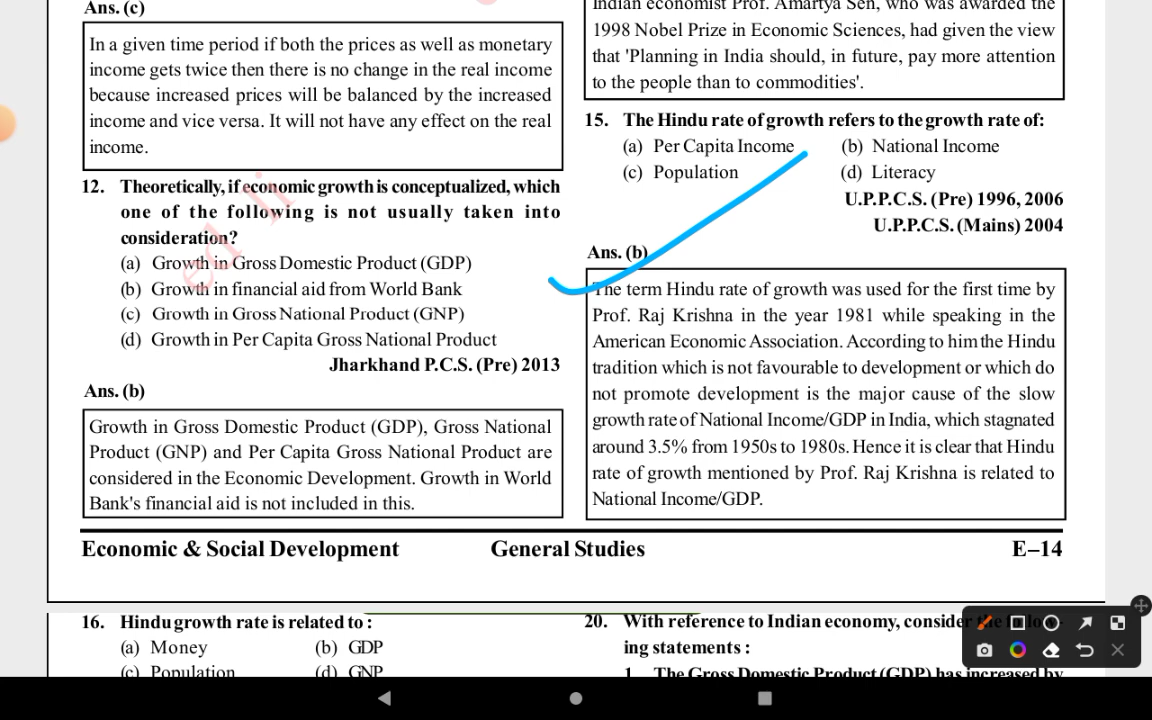 Ans. (c)
In a given time period if both the prices as well as monetary
income gets twice then there is no change in the real income
because increased prices will be balanced by the increased
income and vice versa. It will not have any effect on the real
income.
12. Theoretically, if economic growth is conceptualized, which
one of the following is not usually taken into
consideration?
(a) Growth in Gross Domestic Product (GDP)
(b) Growth in financial aid from World Bank
(c) Growth in Gross National Product (GNP)
(d) Growth in Per Capita Gross National Product
Jharkhand P.C.S. (Pre) 2013
Ans. (b)
Growth in Gross Domestic Product (GDP), Gross National
Product (GNP) and Per Capita Gross National Product are
considered in the Economic Development. Growth in World
Bank's financial aid is not included in this.
Indian economist Prof. Amartya Sen, who was awarded the
1998 Nobel Prize in Economic Sciences, had given the view
that 'Planning in India should, in future, pay more attention
to the people than to commodities'.
15. The Hindu rate of growth refers to the growth rate of:
(a) Per Capita Income (b) National Income
(c) Population (d) Literacy
U.P.P.C.S. (Pre) 1996, 2006
U.P.P.C.S. (Mains) 2004
Ans. (b)
The term Hindu rate of growth was used for the first time by
Prof. Raj Krishna in the year 1981 while speaking in the
American Economic Association. According to him the Hindu
tradition which is not favourable to development or which do
not promote development is the major cause of the slow
growth rate of National Income/GDP in India, which stagnated
around 3.5% from 1950s to 1980s. Hence it is clear that Hindu
rate of growth mentioned by Prof. Raj Krishna is related to
National Income/GDP.
Economic & Social Development General Studies E–14
16. Hindu growth rate is related to :
(a) Money (b) GDP
(c) Population (d) GNP
20. With reference to Indian economy, consider
ing statements :
1. The Gross Domestic Product (GDP) has increased by